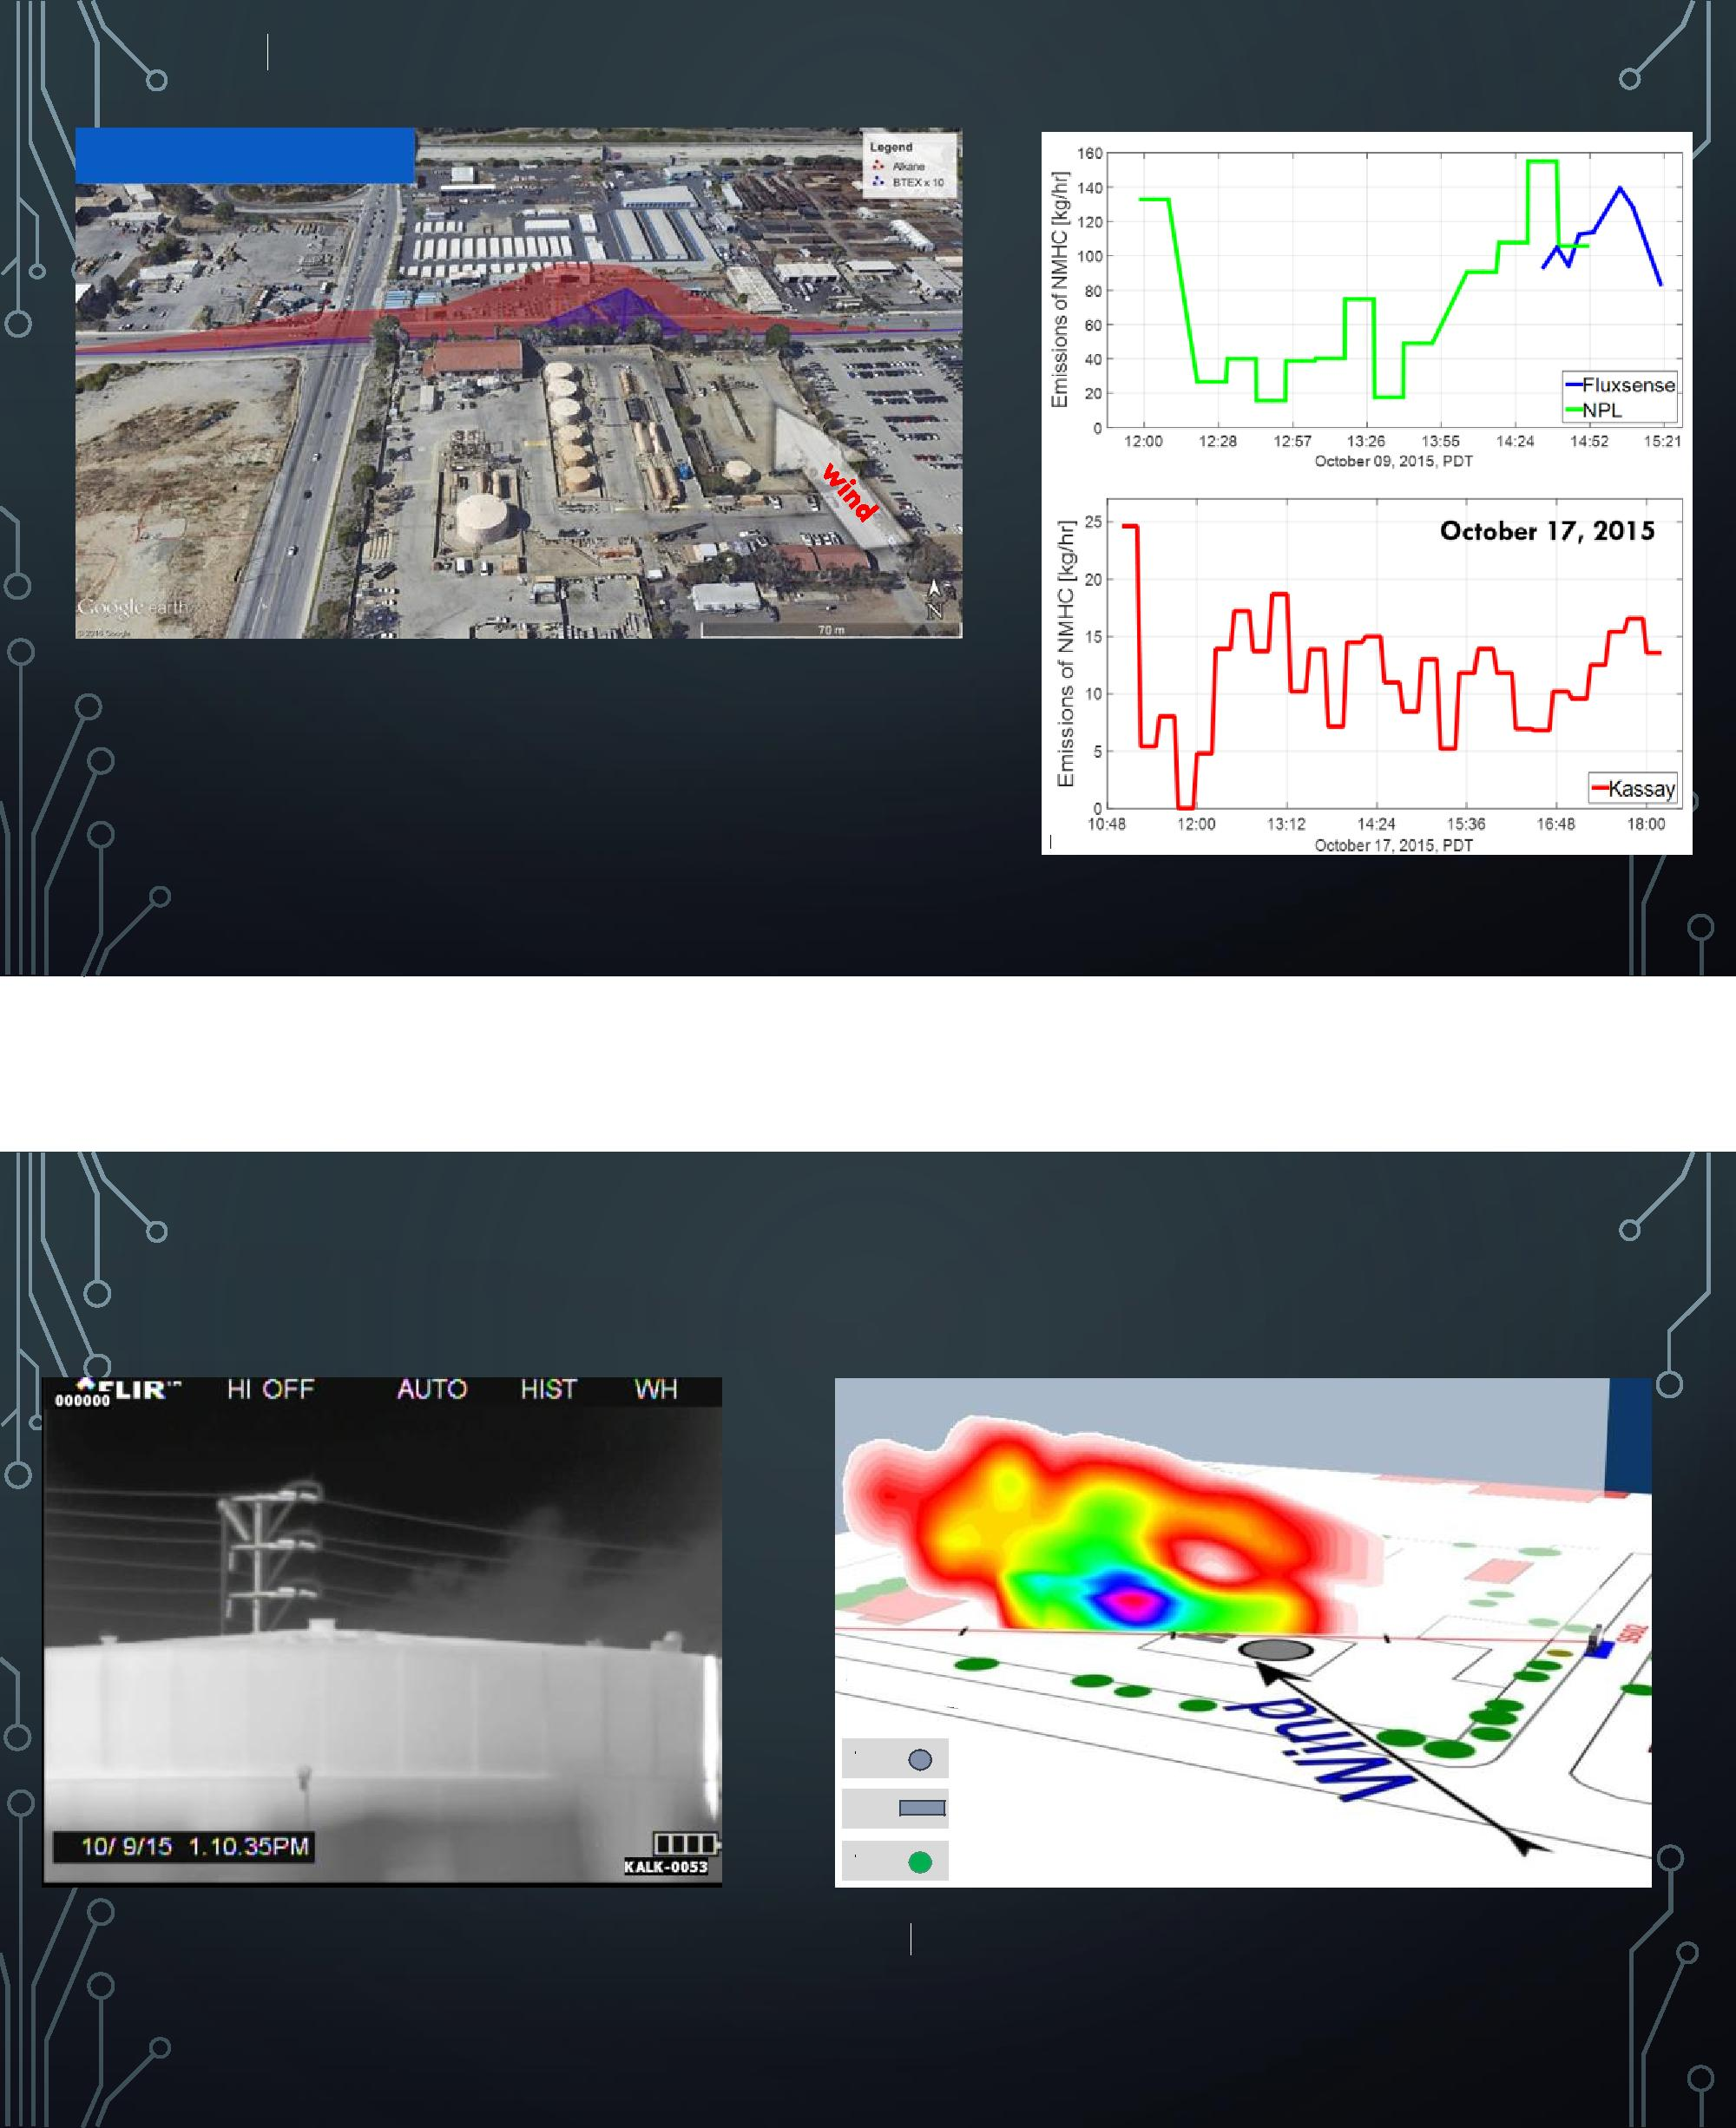 Legend
Alkane
BTEX x 10
wind
N
Google earth
© 2016 Google
70 m
Emissions of NMHC [kg/hr]
160
140
120
100
80
60
40
20
0
Fluxsense
NPL
12:00 12:28 12:57 13:26 13:55 14:24 14:52 15:21
October 09, 2015, PDT
Emissions of NMHC [kg/hr]
25
20
15
10
5
0
October 17, 2015
Kassay
10:48 12:00 13:12 14:24 15:36 16:48 18:00
October 17, 2015, PDT
FLIR HI OFF AUTO HIST WH
000000
10/ 9/15 1.10.35PM
KALK-0053
Wind